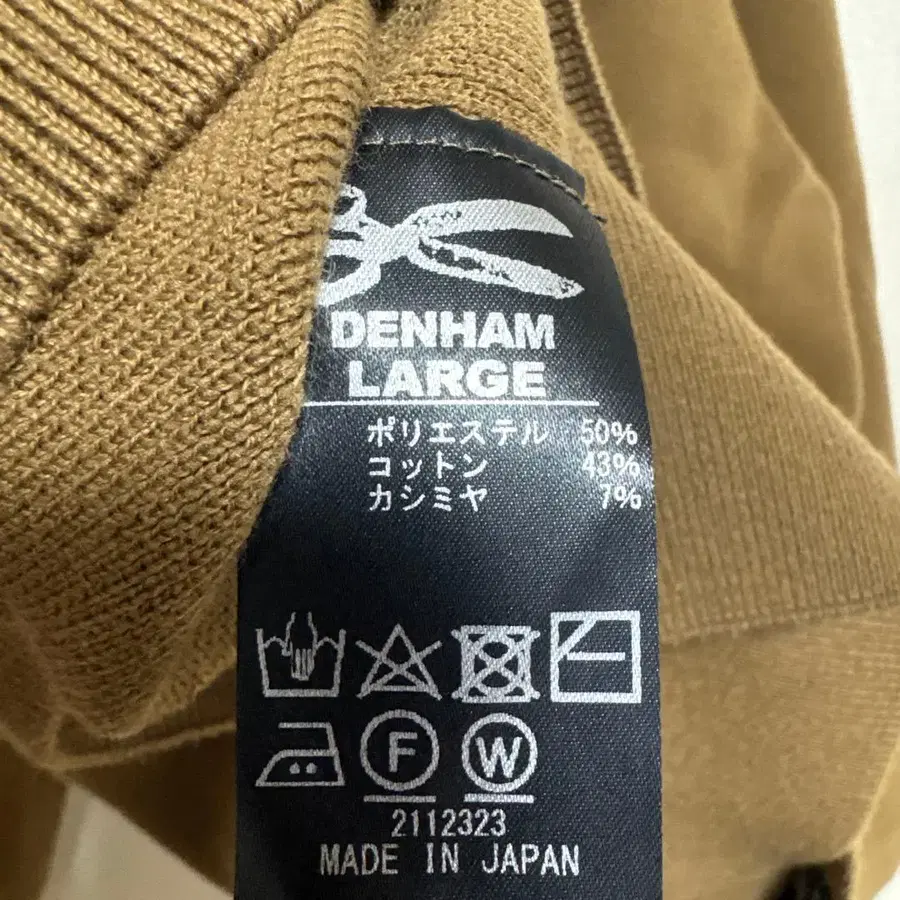 DENHAM
LARGE
ポリエステル 50%
コットン 43%
カシミヤ 7%
F W
2112323
MADE IN JAPAN